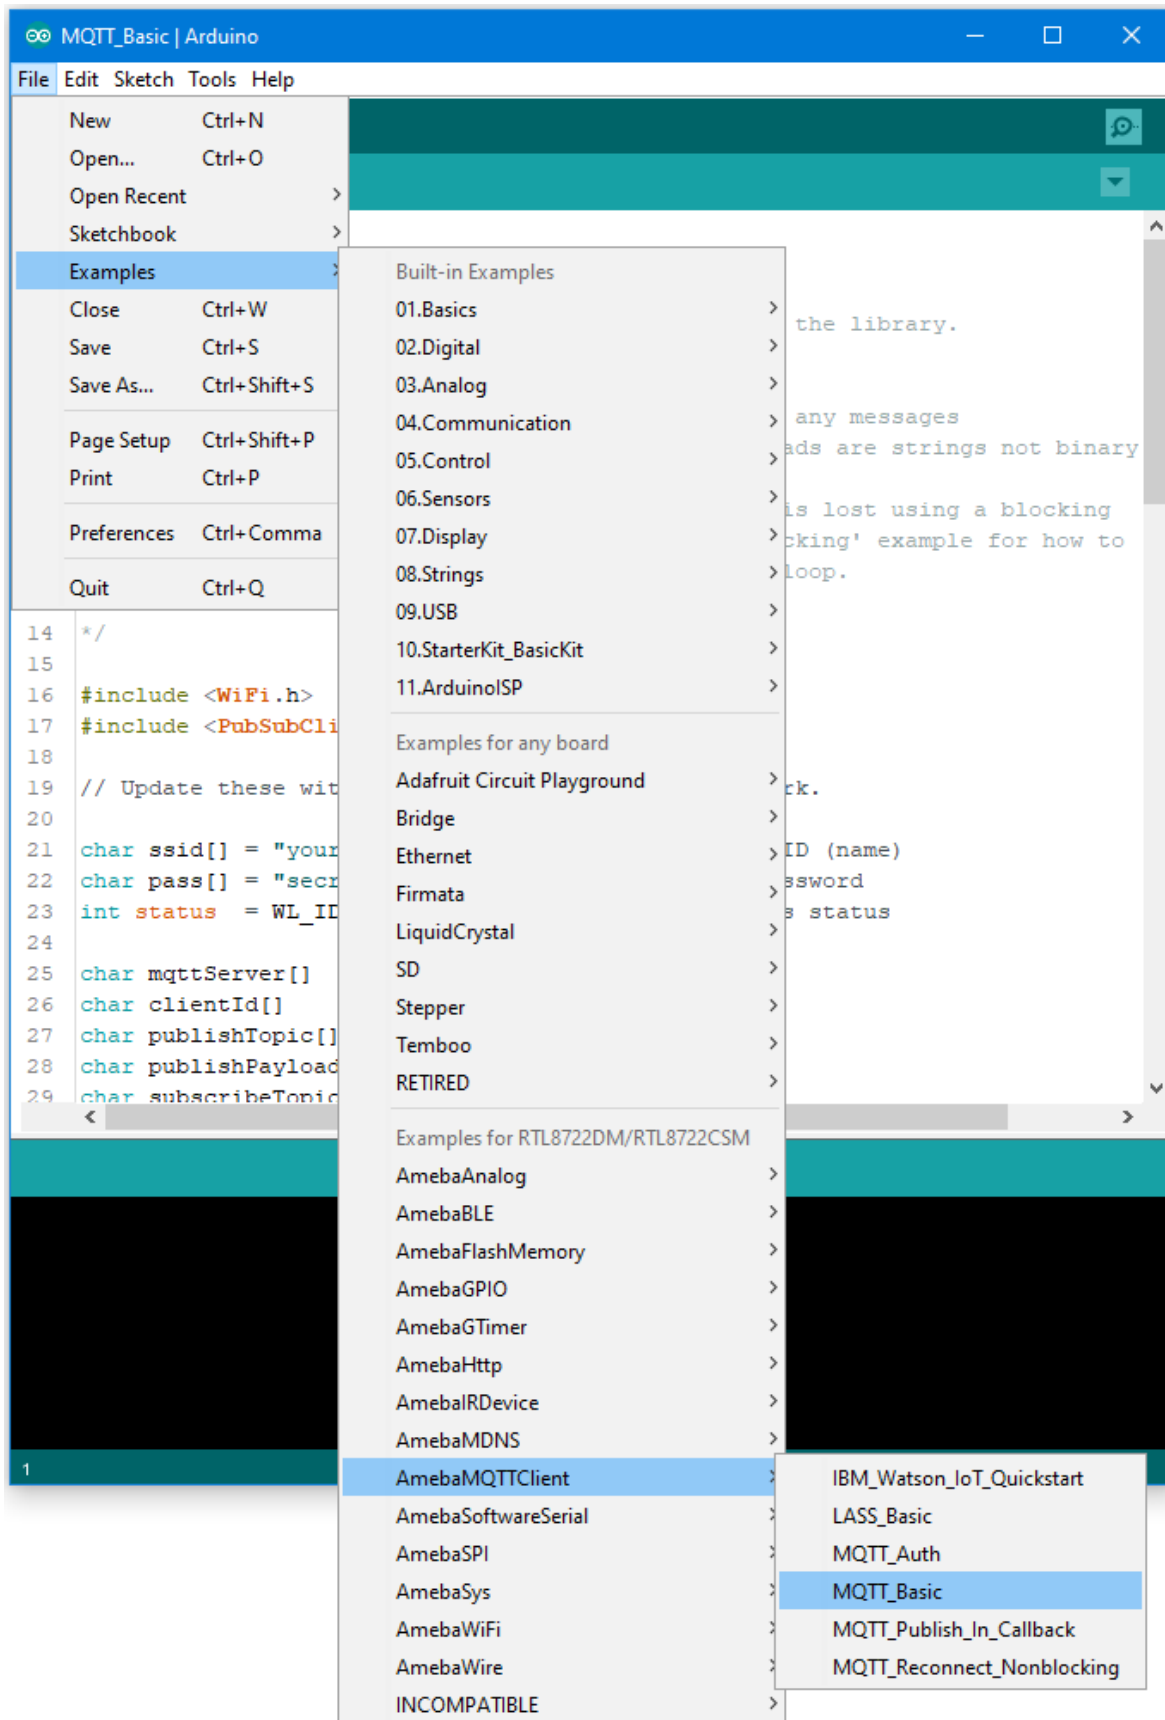 MQTT_Basic | Arduino
File Edit Sketch Tools Help
New Ctrl+N
Open... Ctrl+O
Open Recent
Sketchbook
Examples
Close Ctrl+W
Save Ctrl+S
Save As... Ctrl+Shift+S
Page Setup Ctrl+Shift+P
Print Ctrl+P
Preferences Ctrl+Comma
Quit Ctrl+Q
Built-in Examples
01.Basics
02.Digital
03.Analog
04.Communication
05.Control
06.Sensors
07.Display
08.Strings
09.USB
10.StarterKit_BasicKit
11.ArduinoISP
Examples for any board
Adafruit Circuit Playground
Bridge
Ethernet
Firmata
LiquidCrystal
SD
Stepper
Temboo
RETIRED
Examples for RTL8722DM/RTL8722CSM
AmebaAnalog
AmebaBLE
AmebaFlashMemory
AmebaGPIO
AmebaGTimer
AmebaHttp
AmebaIRDevice
AmebaMDNS
AmebaMQTTClient
AmebaSoftwareSerial
AmebaSPI
AmebaSys
AmebaWiFi
AmebaWire
INCOMPATIBLE
IBM_Watson_IoT_Quickstart
LASS_Basic
MQTT_Auth
MQTT_Basic
MQTT_Publish_In_Callback
MQTT_Reconnect_Nonblocking
the library.
any messages
ads are strings not binary
is lost using a blocking
cking' example for how to
loop.
14 */
15
16 #include <WiFi.h>
17 #include <PubSubCli
18
19 // Update these wit rk.
20
21 char ssid[] = "your ID (name)
22 char pass[] = "secr ssword
23 int status = WL_ID s status
24
25 char mqttServer[]
26 char clientId[]
27 char publishTopic[]
28 char publishPayload
29 char subscribeTopic
1